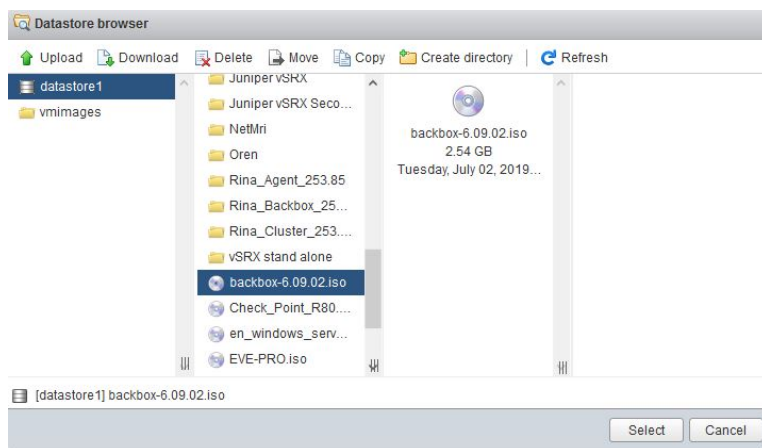 Datastore browser
Upload Download Delete Move Copy Create directory Refresh
datastore1
vmimages
Juniper vSRX
Juniper vSRX Seco...
NetMri
Oren
Rina_Agent_253.85
Rina_Backbox_25...
Rina_Cluster_253....
vSRX stand alone
backbox-6.09.02.iso
Check_Point_R80....
en_windows_serv...
EVE-PRO.iso
backbox-6.09.02.iso
2.54 GB
Tuesday, July 02, 2019...
[datastore1] backbox-6.09.02.iso
Select Cancel